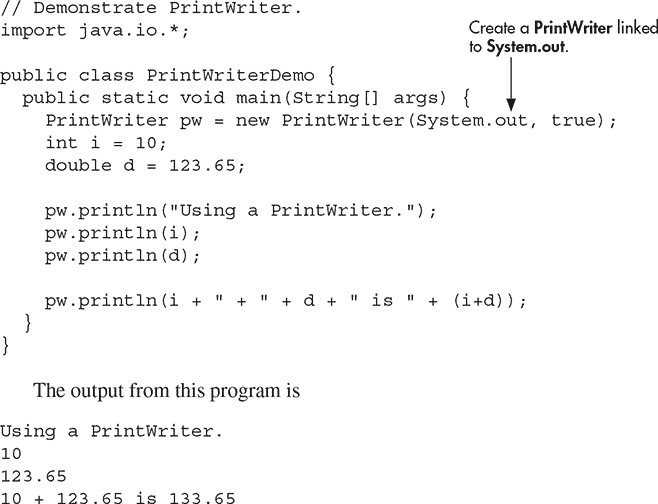 // Demonstrate PrintWriter.
import java.io.*;
Create a PrintWriter linked
to System.out.
public class PrintWriterDemo {
  public static void main(String[] args) {
    PrintWriter pw = new PrintWriter(System.out, true);
    int i = 10;
    double d = 123.65;

    pw.println("Using a PrintWriter.");
    pw.println(i);
    pw.println(d);

    pw.println(i + " + " + d + " is " + (i+d));
  }
}
The output from this program is
Using a PrintWriter.
10
123.65
10 + 123.65 is 133.65